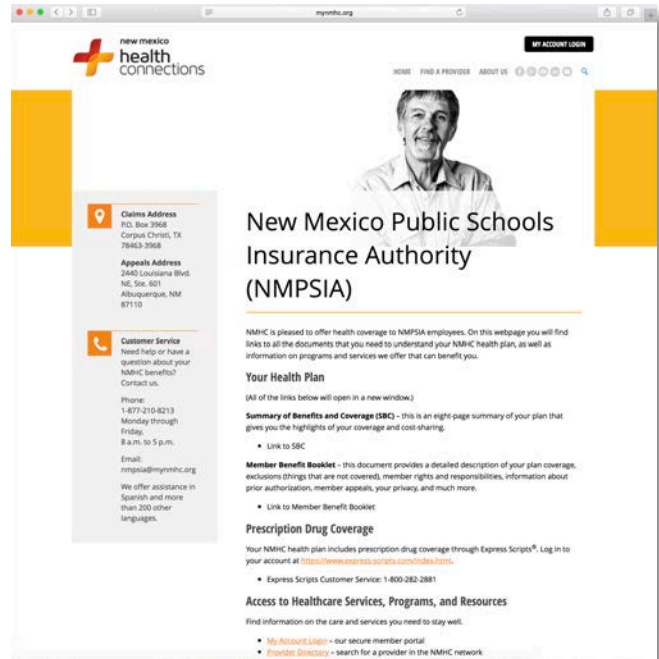 mynmhc.org
new mexico
health
connections
MY ACCOUNT LOGIN
HOME FIND A PROVIDER ABOUT US
Claims Address
P.O. Box 3968
Corpus Christi, TX
78463-3968
Appeals Address
2440 Louisiana Blvd.
NE, Ste. 601
Albuquerque, NM
87110
Customer Service
Need help or have a
question about your
NMHC benefits?
Contact us.
Phone:
1-877-210-8213
Monday through
Friday,
8 a.m. to 5 p.m.
Email:
nmpsia@mynmhc.org
We offer assistance in
Spanish and more
than 200 other
languages.
New Mexico Public Schools
Insurance Authority
(NMPSIA)
NMHC is pleased to offer health coverage to NMPSIA employees. On this webpage you will find
links to all the documents that you need to understand your NMHC health plan, as well as
information on programs and services we offer that can benefit you.
Your Health Plan
(All of the links below will open in a new window.)
Summary of Benefits and Coverage (SBC) – this is an eight-page summary of your plan that
gives you the highlights of your coverage and cost-sharing.
• Link to SBC
Member Benefit Booklet – this document provides a detailed description of your plan coverage,
exclusions (things that are not covered), member rights and responsibilities, information about
prior authorization, member appeals, your privacy, and much more.
• Link to Member Benefit Booklet
Prescription Drug Coverage
Your NMHC health plan includes prescription drug coverage through Express Scripts®. Log in to
your account at https://www.express-scripts.com/index.html.
• Express Scripts Customer Service: 1-800-282-2881
Access to Healthcare Services, Programs, and Resources
Find information on the care and services you need to stay well.
• My Account Login – our secure member portal
• Provider Directory – search for a provider in the NMHC network